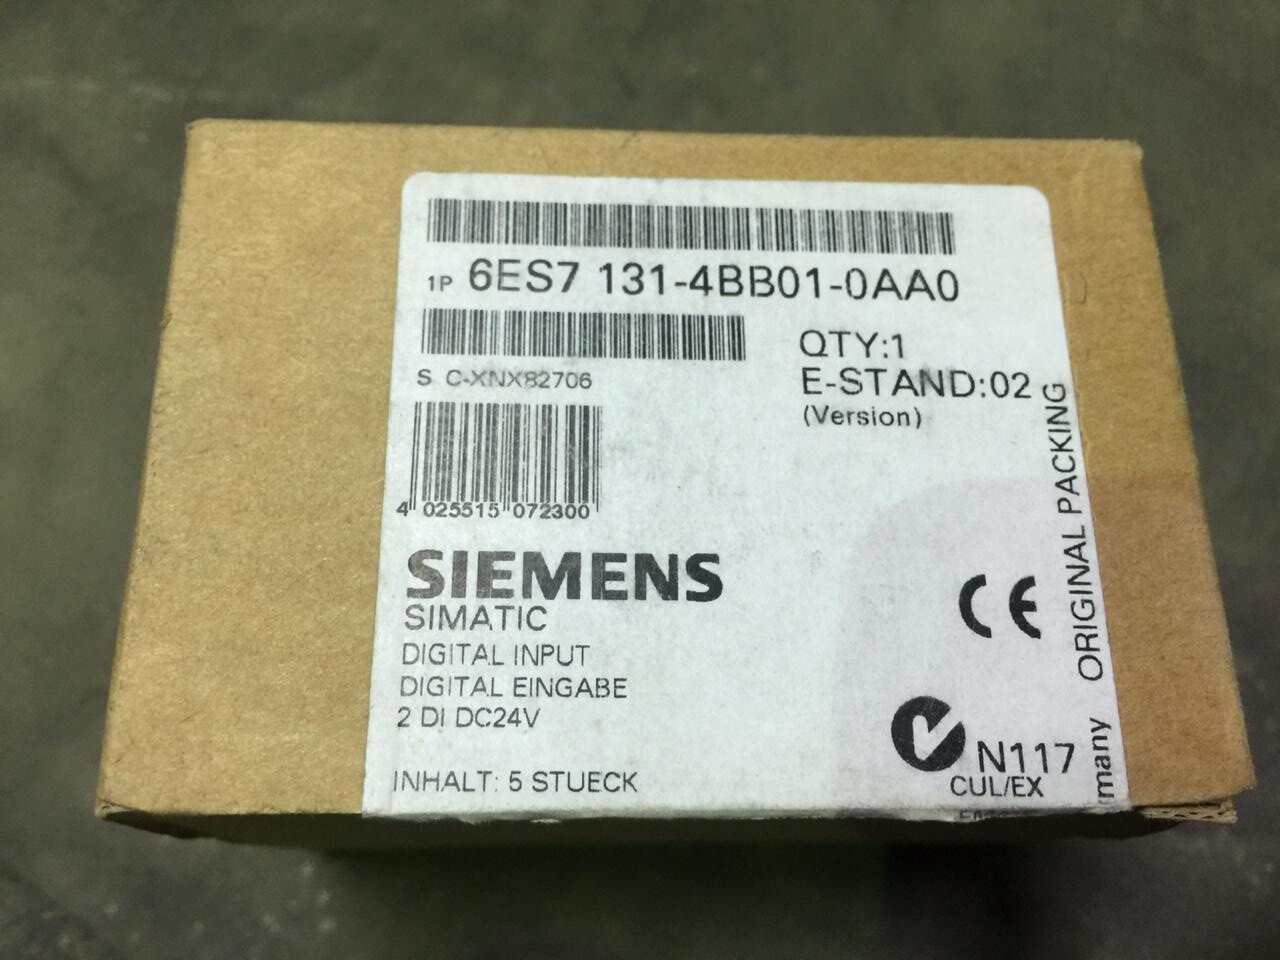 1P 6ES7 131-4BB01-0AA0
QTY:1
S C-XNX82706
E-STAND:02
(Version)
4 025515 072300
SIEMENS
SIMATIC
DIGITAL INPUT
DIGITAL EINGABE
2 DI DC24V
INHALT: 5 STUECK
CE
N117
CUL/EX
ORIGINAL PACKING